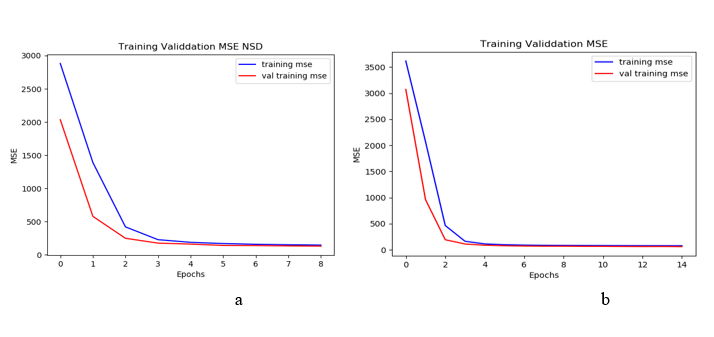 Training Validdation MSE NSD
3000
2500
2000
1500
1000
500
0
MSE
training mse
val training mse
0 1 2 3 4 5 6 7 8
Epochs
a
Training Validdation MSE
3500
3000
2500
2000
1500
1000
500
0
MSE
training mse
val training mse
0 2 4 6 8 10 12 14
Epochs
b